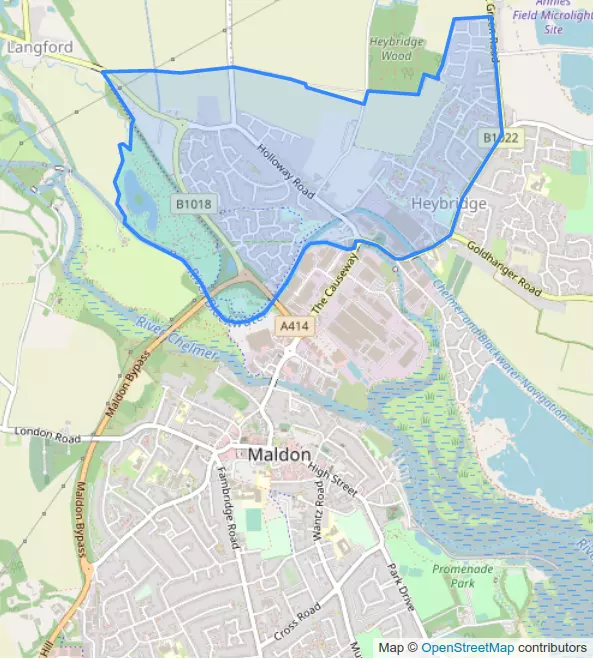 Annies
Field Microlight
Site
Langford
Heybridge
Wood
Green Road
B1022
Holloway Road
B1018
Heybridge
Goldhanger Road
The Causeway
Chelmer and Blackwater Navigation
A414
River Chelmer
Maldon Bypass
London Road
Maldon
High Street
Maldon Bypass
Fambridge Road
Wantz Road
Promenade
Park
Park Drive
Cross Road
Hill
Map © OpenStreetMap contributors